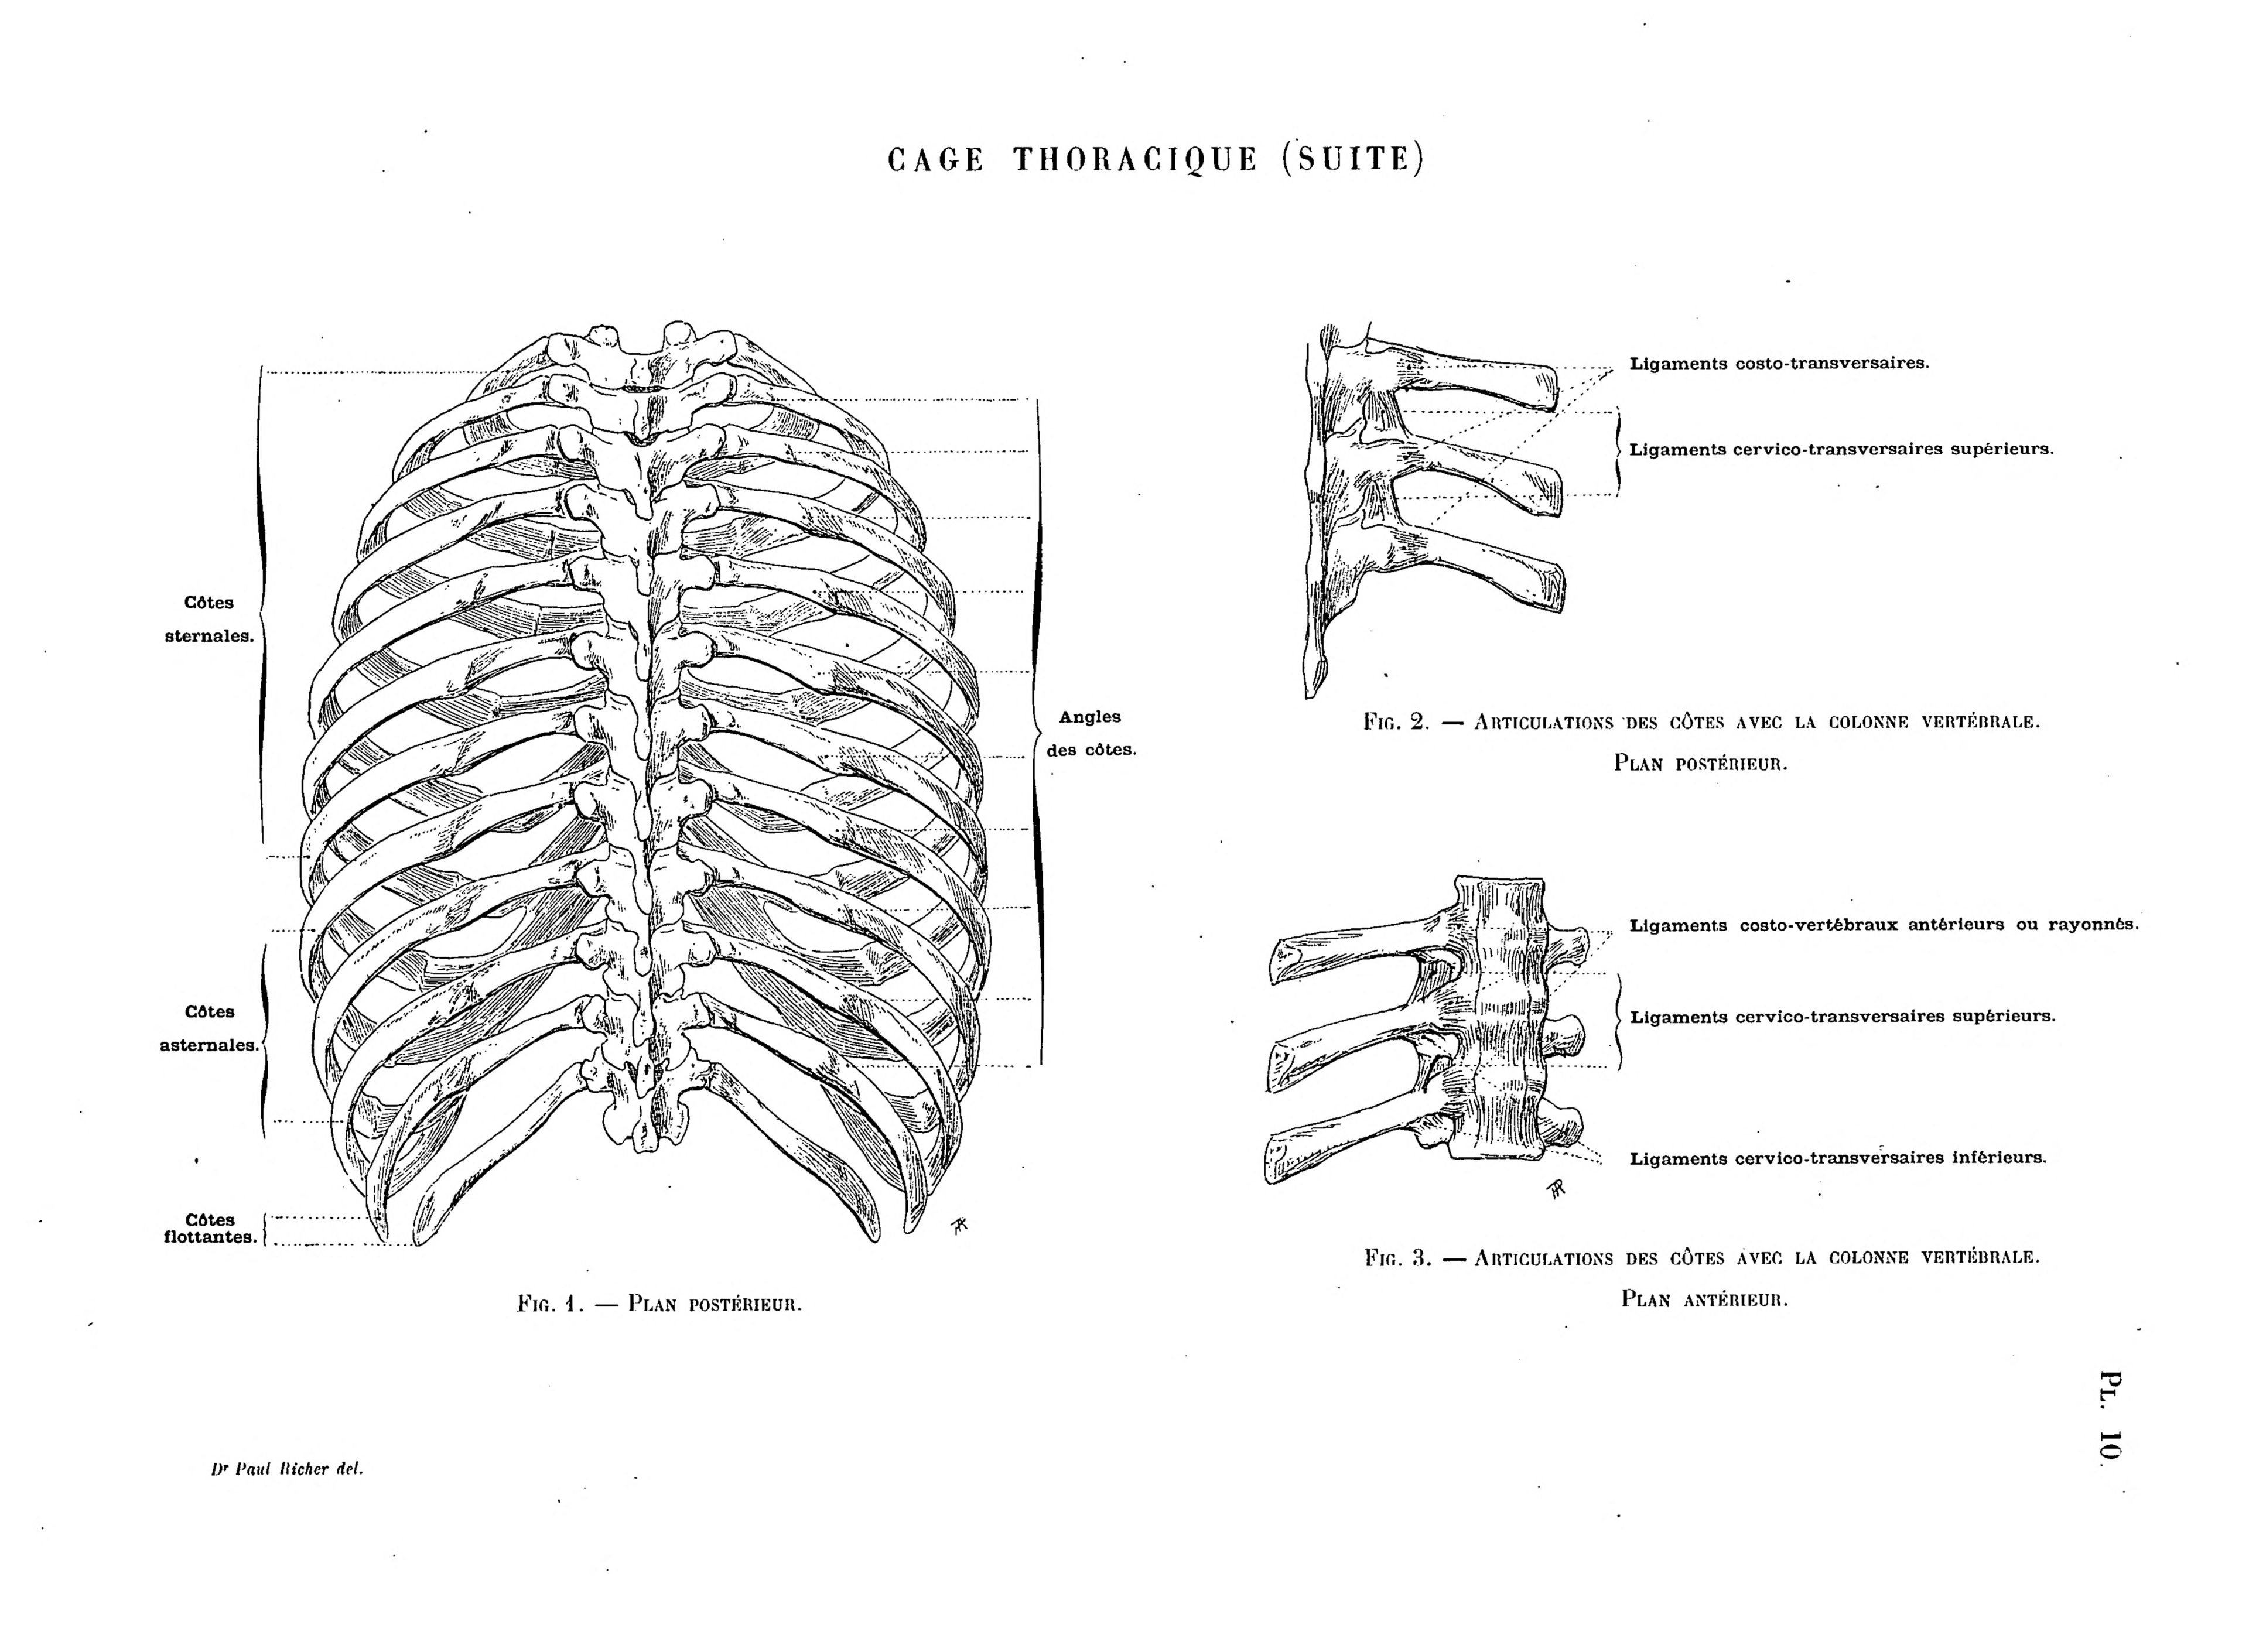 CAGE THORACIQUE (SUITE)
Côtes
sternales.
Côtes
asternales.
Côtes
flottantes.
Angles
des côtes.
FIG. 1. — PLAN POSTÉRIEUR.
Ligaments costo-transversaires.
Ligaments cervico-transversaires supérieurs.
FIG. 2. — ARTICULATIONS DES CÔTES AVEC LA COLONNE VERTÉBRALE.
PLAN POSTÉRIEUR.
Ligaments costo-vertébraux antérieurs ou rayonnés.
Ligaments cervico-transversaires supérieurs.
Ligaments cervico-transversaires inférieurs.
FIG. 3. — ARTICULATIONS DES CÔTES AVEC LA COLONNE VERTÉBRALE.
PLAN ANTÉRIEUR.
Dr Paul Richer del.
PL. 10.